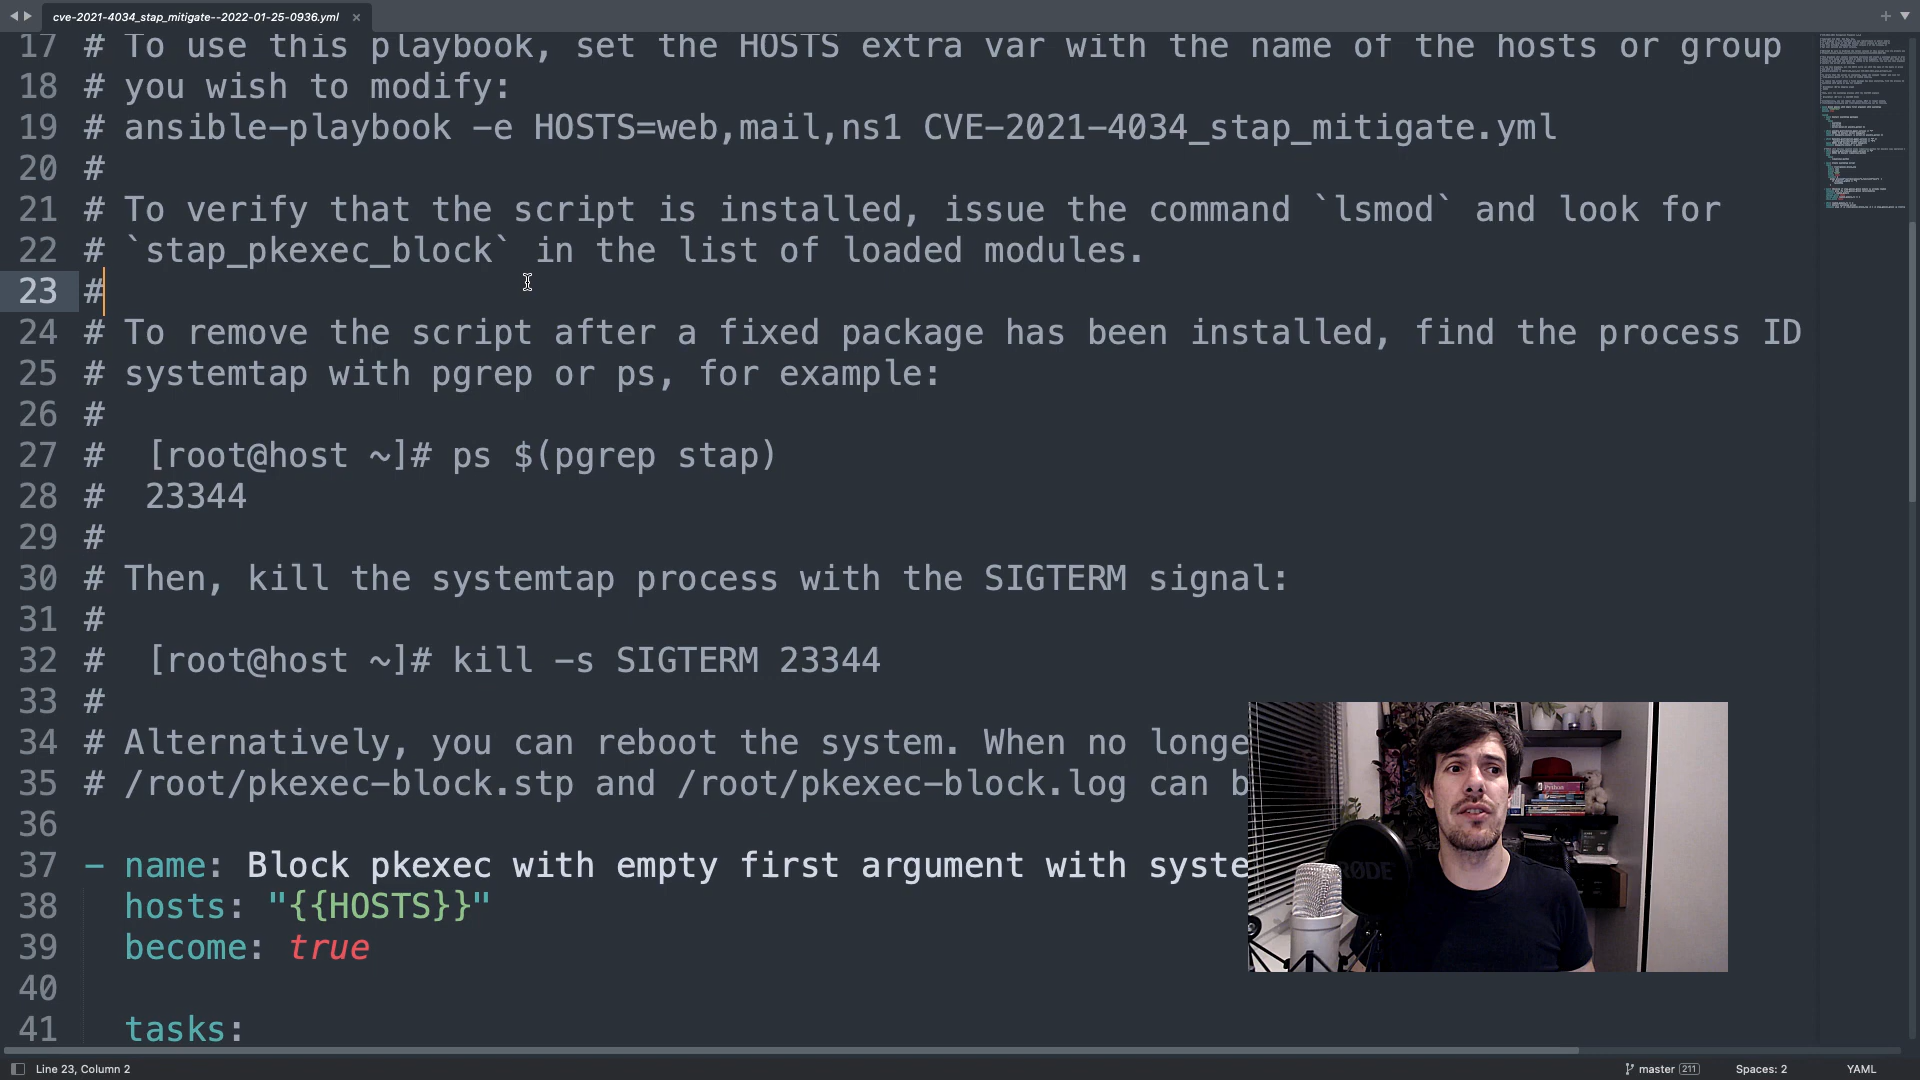 cve-2021-4034_stap_mitigate--2022-01-25-0936.yml
17 # To use this playbook, set the HOSTS extra var with the name of the hosts or group
18 # you wish to modify:
19 # ansible-playbook -e HOSTS=web,mail,ns1 CVE-2021-4034_stap_mitigate.yml
20 #
21 # To verify that the script is installed, issue the command `lsmod` and look for
22 # `stap_pkexec_block` in the list of loaded modules.
23 #
24 # To remove the script after a fixed package has been installed, find the process ID
25 # systemtap with pgrep or ps, for example:
26 #
27 # [root@host ~]# ps $(pgrep stap)
28 # 23344
29 #
30 # Then, kill the systemtap process with the SIGTERM signal:
31 #
32 # [root@host ~]# kill -s SIGTERM 23344
33 #
34 # Alternatively, you can reboot the system. When no longe
35 # /root/pkexec-block.stp and /root/pkexec-block.log can b
36
37 - name: Block pkexec with empty first argument with syste
38 hosts: "{{HOSTS}}"
39 become: true
40
41 tasks:
Python
RØDE
Line 23, Column 2
master 211
Spaces: 2
YAML